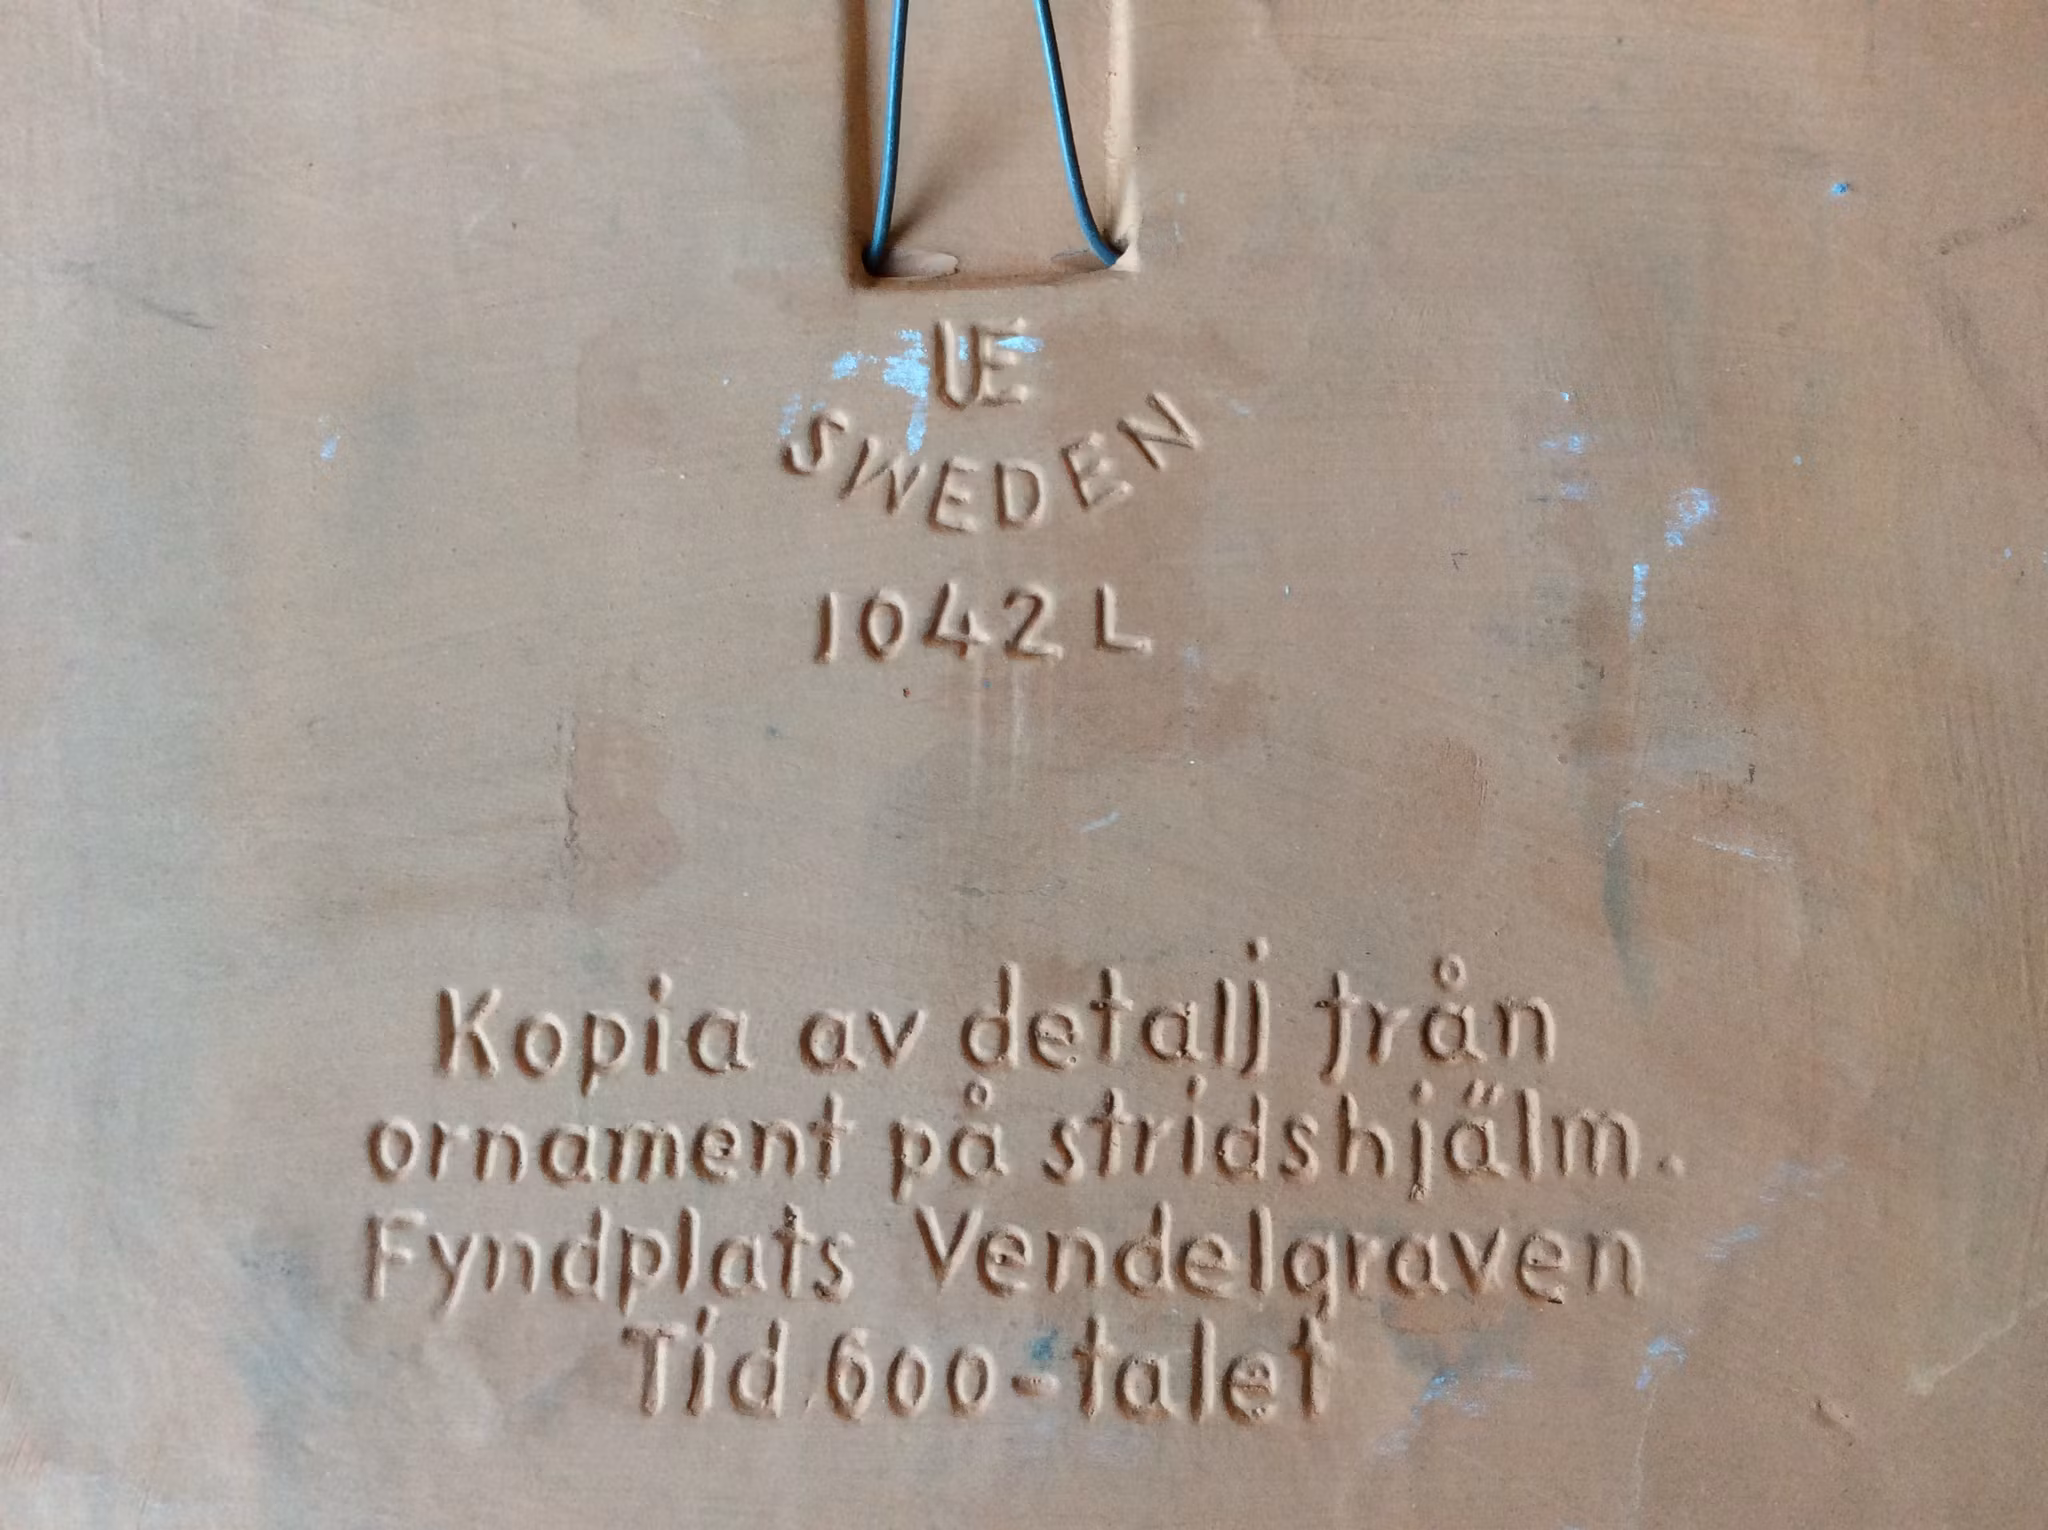 UE
SWEDEN
1042 L
Kopia av detalj från
ornament på stridshjälm.
Fyndplats Vendelgraven
Tid 600-talet